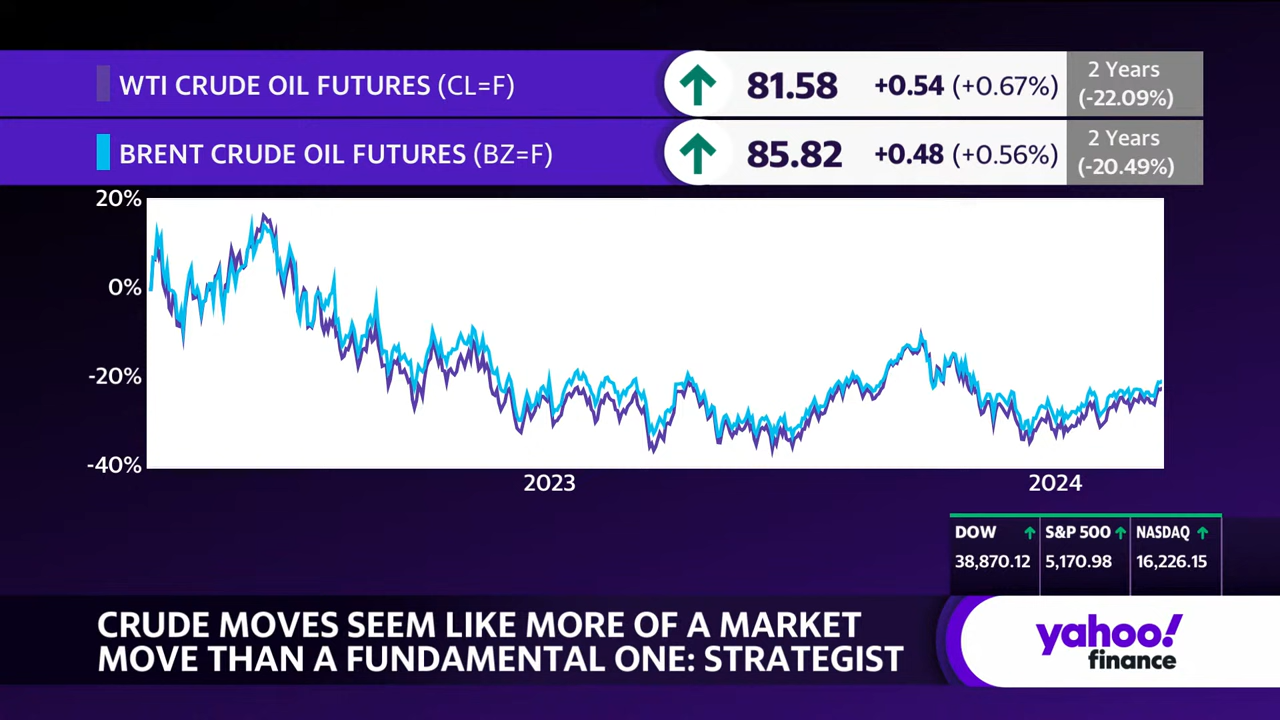 WTI CRUDE OIL FUTURES (CL=F) 81.58 +0.54 (+0.67%) 2 Years (-22.09%)
BRENT CRUDE OIL FUTURES (BZ=F) 85.82 +0.48 (+0.56%) 2 Years (-20.49%)
20%
0%
-20%
-40%
2023 2024
DOW S&P 500 NASDAQ
38,870.12 5,170.98 16,226.15
CRUDE MOVES SEEM LIKE MORE OF A MARKET
MOVE THAN A FUNDAMENTAL ONE: STRATEGIST
yahoo!
finance